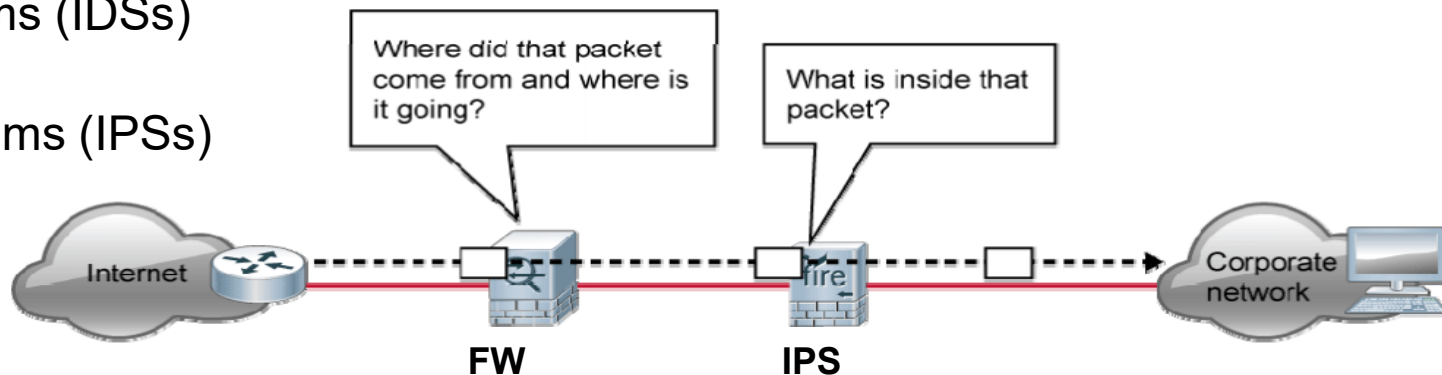 ns (IDSs)
Where did that packet
come from and where is
it going?
What is inside that
packet?
ms (IPSs)
Internet
fire
Corporate
network
FW
IPS